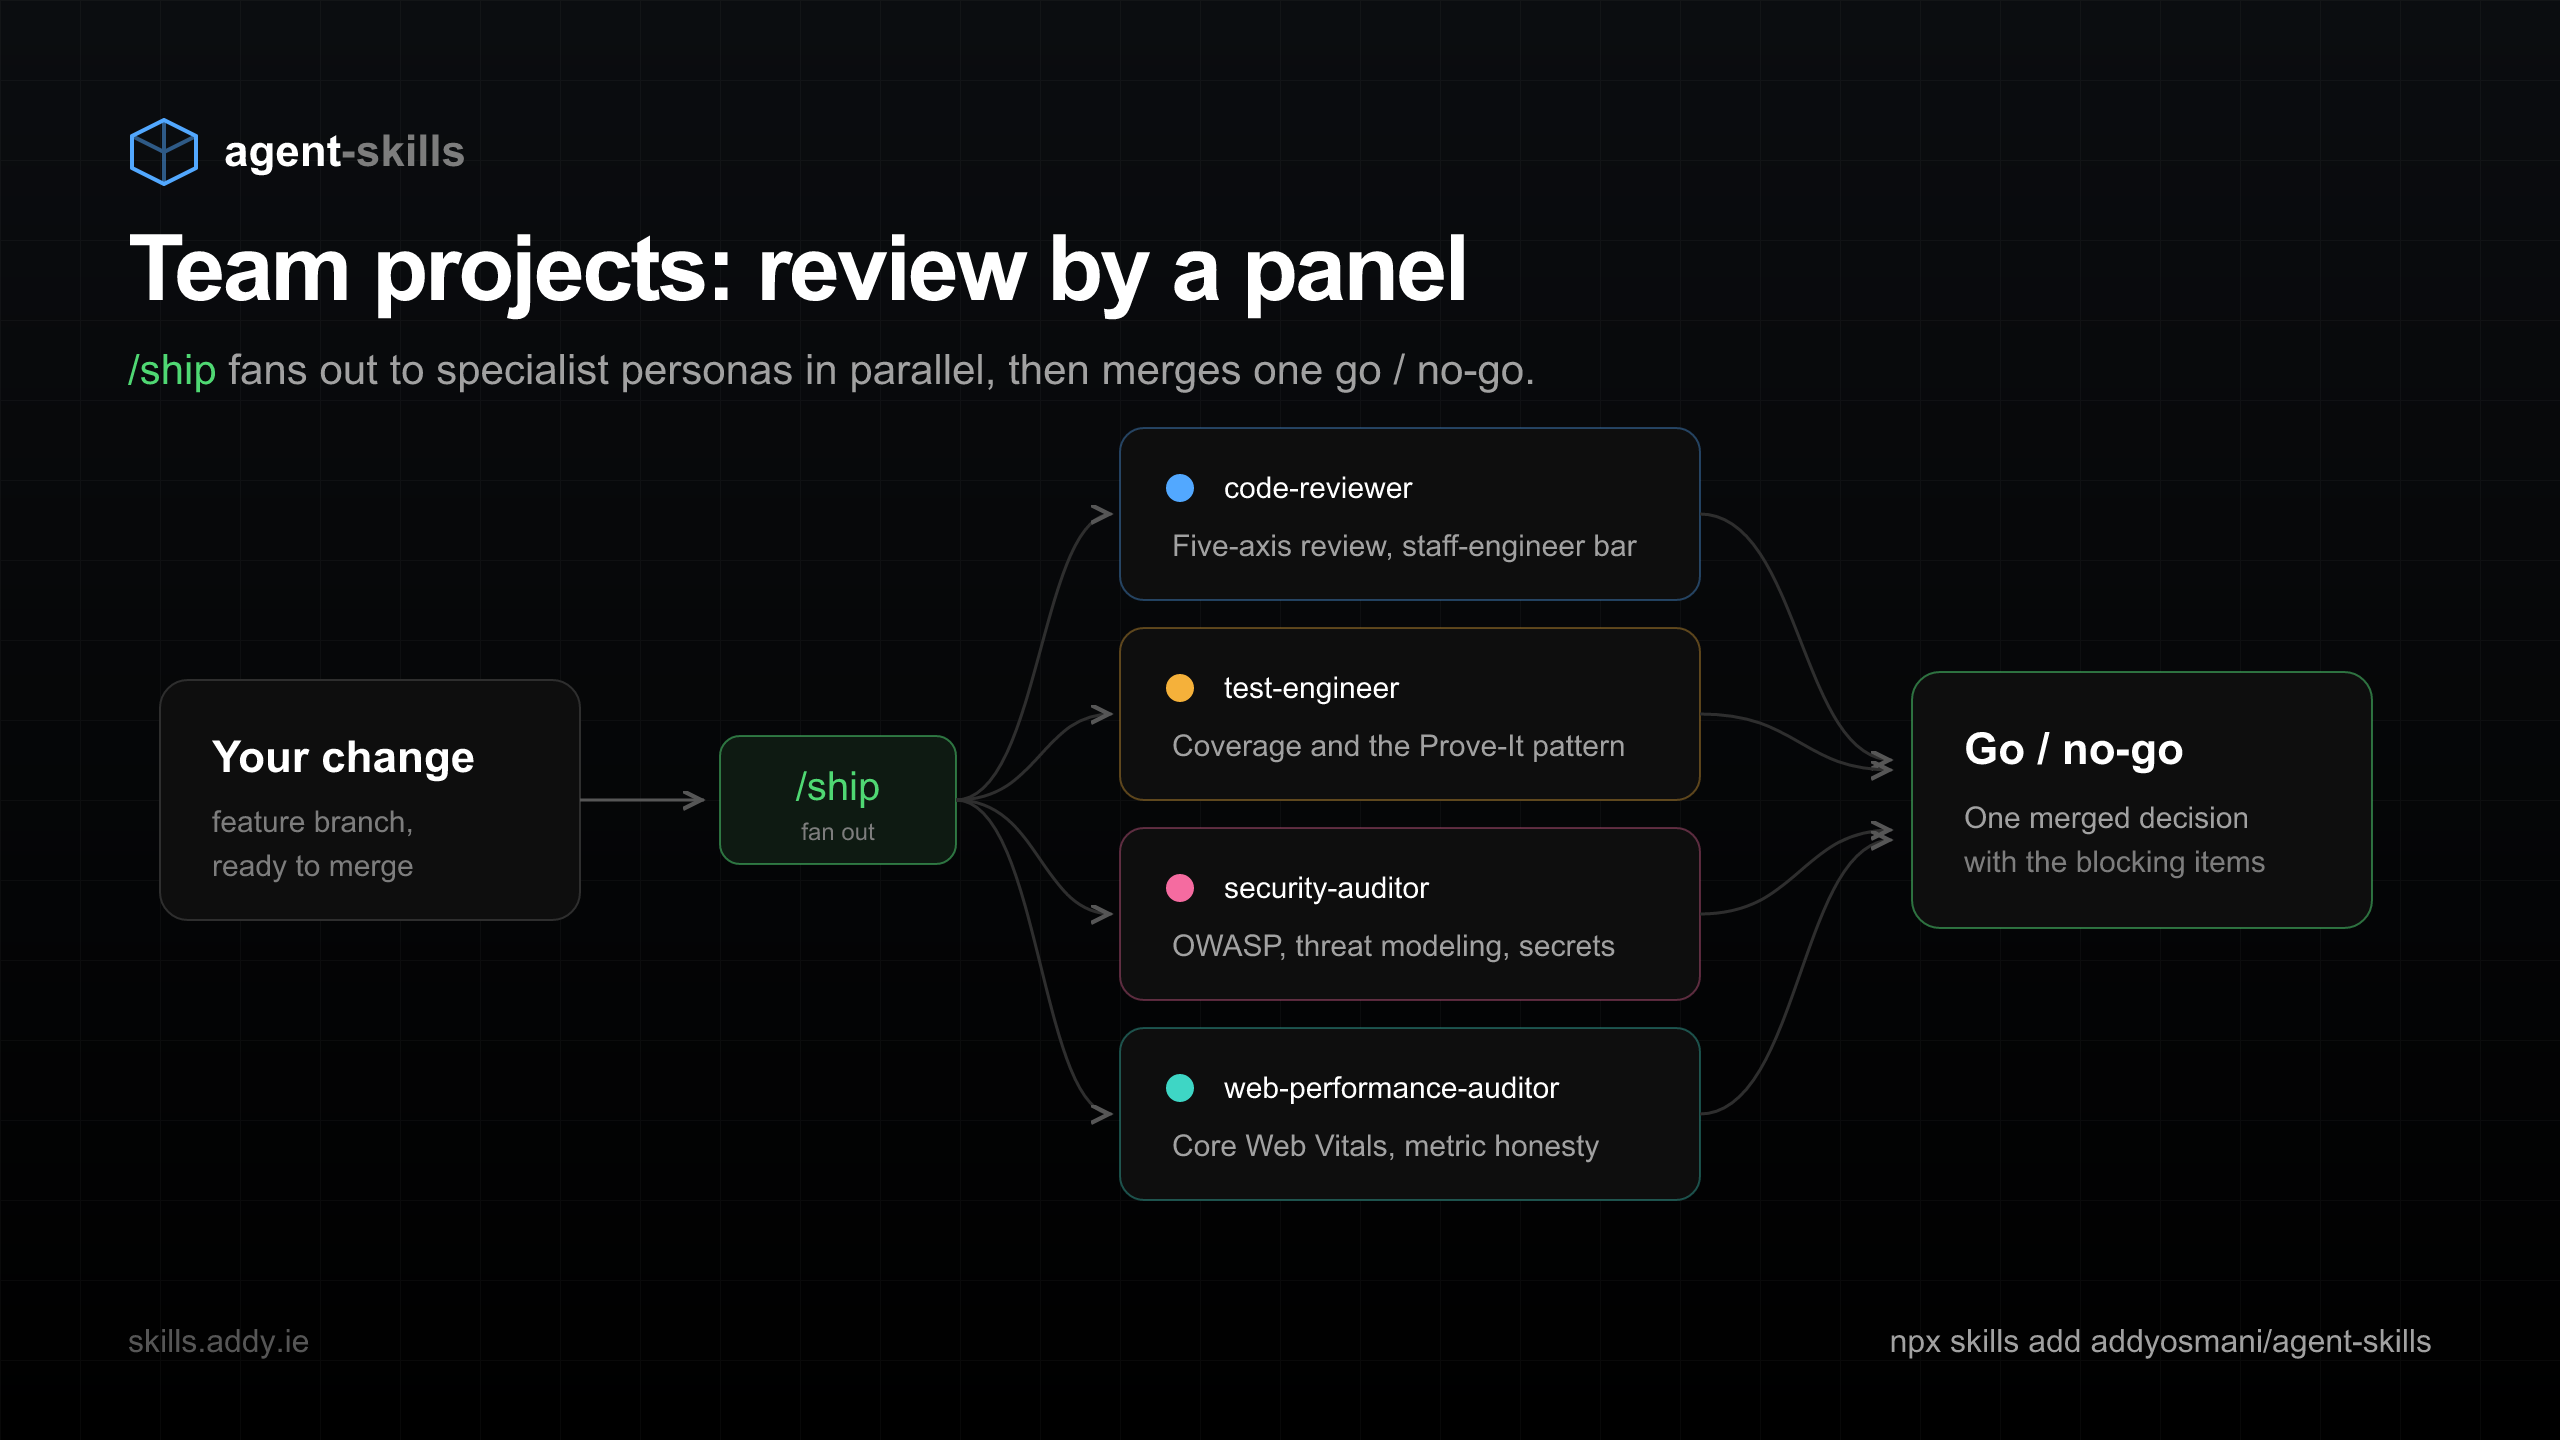 agent-skills
Team projects: review by a panel
/ship fans out to specialist personas in parallel, then merges one go / no-go.
Your change
feature branch,
ready to merge
/ship
fan out
code-reviewer
Five-axis review, staff-engineer bar
test-engineer
Coverage and the Prove-It pattern
security-auditor
OWASP, threat modeling, secrets
web-performance-auditor
Core Web Vitals, metric honesty
Go / no-go
One merged decision
with the blocking items
skills.addy.ie
npx skills add addyosmani/agent-skills